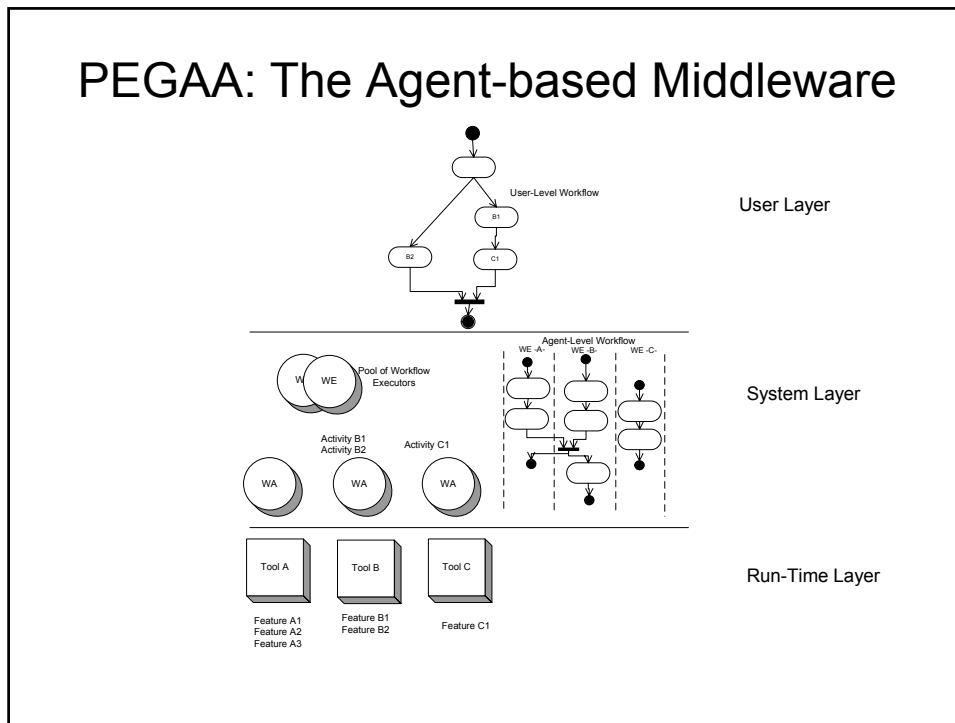 PEGAA: The Agent-based Middleware
User-Level Workflow
B1
B2
C1
User Layer
Agent-Level Workflow
WE -A-
WE -B-
WE -C-
W
WE
Pool of Workflow
Executors
System Layer
Activity B1
Activity B2
Activity C1
WA
WA
WA
Tool A
Tool B
Tool C
Run-Time Layer
Feature A1
Feature A2
Feature A3
Feature B1
Feature B2
Feature C1